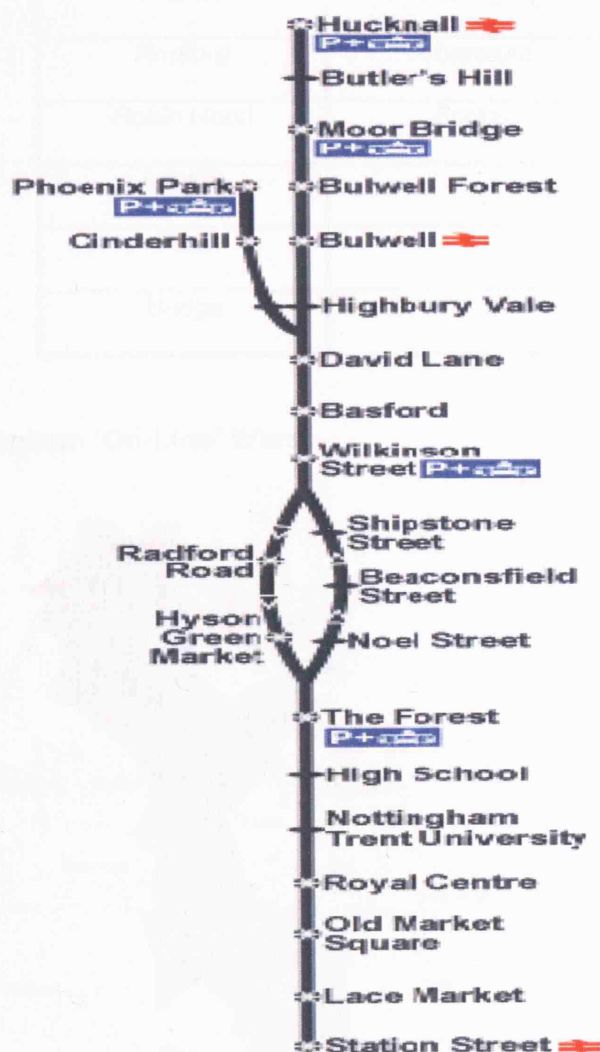 Hucknall
P+
Butler's Hill
Moor Bridge
P+
Phoenix Park
P+
Bulwell Forest
Cinderhill
Bulwell
Highbury Vale
David Lane
Basford
Wilkinson
Street P+
Shipstone
Street
Radford
Road
Beaconsfield
Street
Hyson
Green
Market
Noel Street
The Forest
P+
High School
Nottingham
Trent University
Royal Centre
Old Market
Square
Lace Market
Station Street